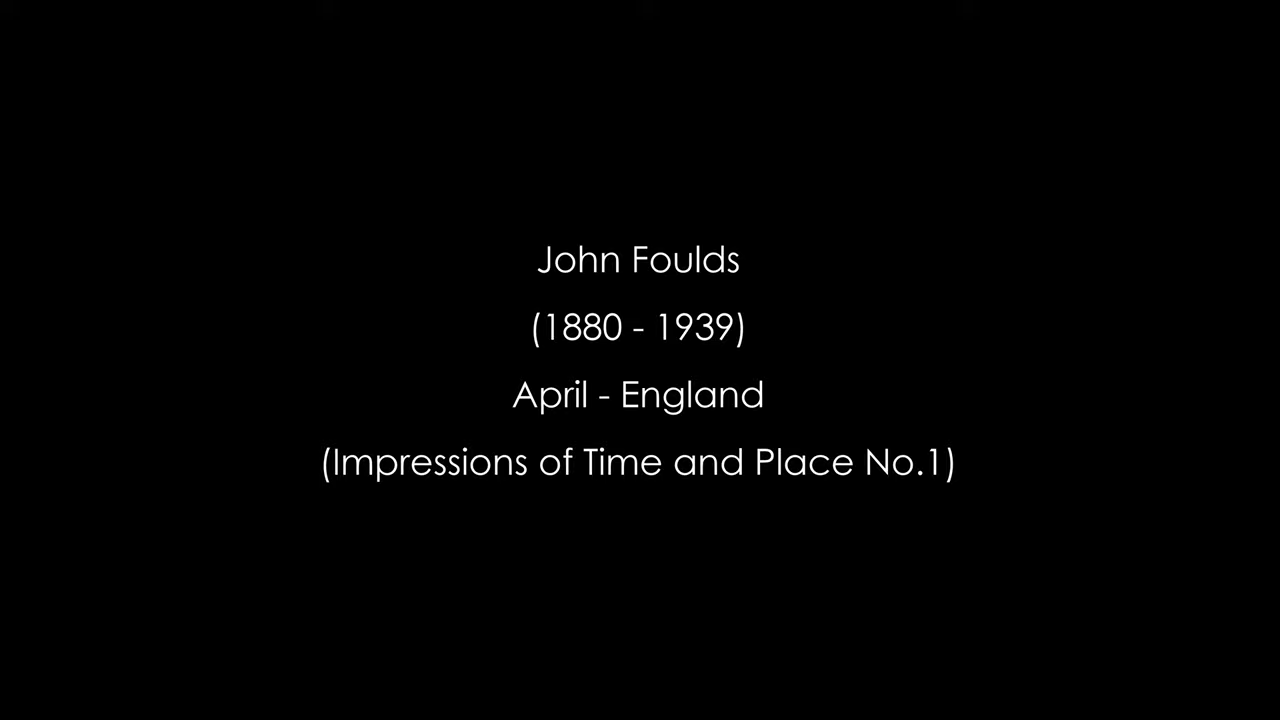 John Foulds
(1880 - 1939)
April - England
(Impressions of Time and Place No.1)